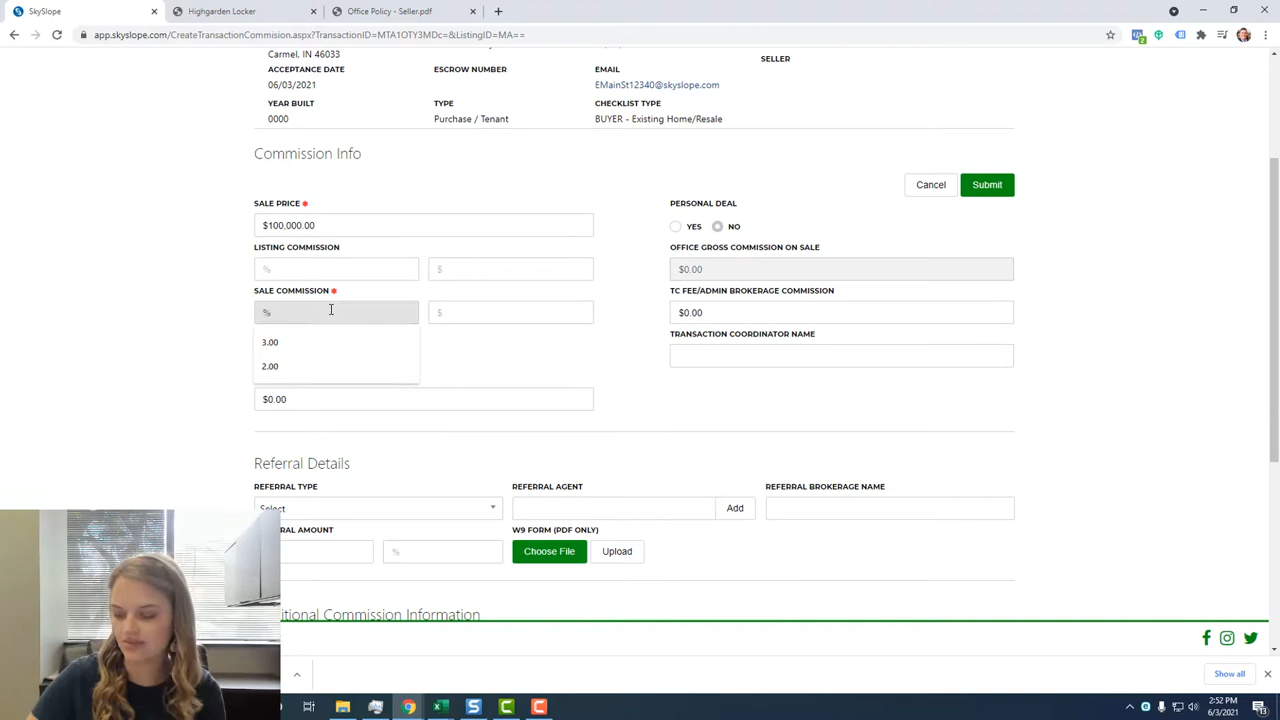 SkySlope
Highgarden Locker
Office Policy - Seller.pdf
app.skyslope.com/CreateTransactionCommision.aspx?TransactionID=MTA1OTY3MDc=&ListingID=MA==
2
Carmel, IN 46033
SELLER
ACCEPTANCE DATE ESCROW NUMBER EMAIL
06/03/2021 EMainSt12340@skyslope.com
YEAR BUILT TYPE CHECKLIST TYPE
0000 Purchase / Tenant BUYER - Existing Home/Resale
Commission Info
Cancel Submit
SALE PRICE * PERSONAL DEAL
$100,000.00 YES NO
LISTING COMMISSION OFFICE GROSS COMMISSION ON SALE
% $ $0.00
SALE COMMISSION * TC FEE/ADMIN BROKERAGE COMMISSION
% $ $0.00
3.00 TRANSACTION COORDINATOR NAME
2.00
$0.00
Referral Details
REFERRAL TYPE REFERRAL AGENT REFERRAL BROKERAGE NAME
Select Add
RAL AMOUNT W9 FORM (PDF ONLY)
% Choose File Upload
itional Commission Information
Show all
2:52 PM
6/3/2021
13